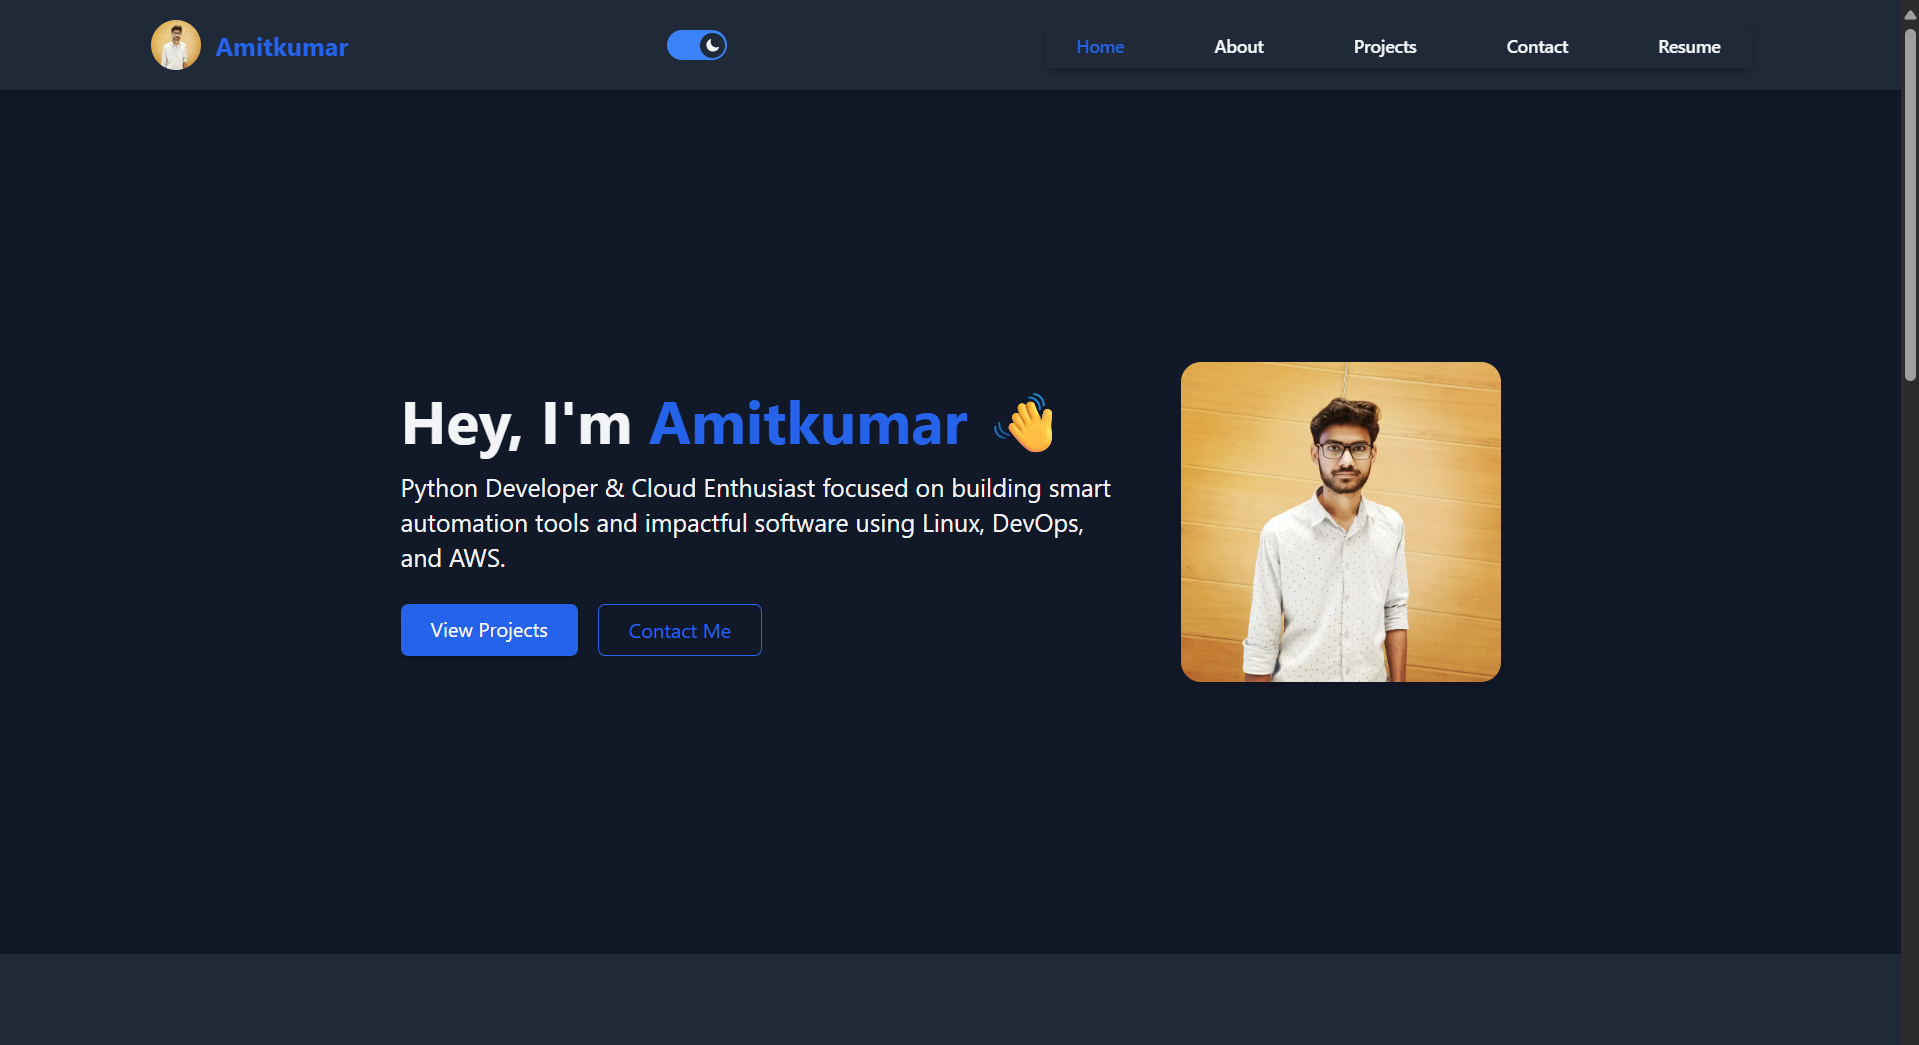 Amitkumar
Home
About
Projects
Contact
Resume
Hey, I'm Amitkumar 👋
Python Developer & Cloud Enthusiast focused on building smart
automation tools and impactful software using Linux, DevOps,
and AWS.
View Projects
Contact Me